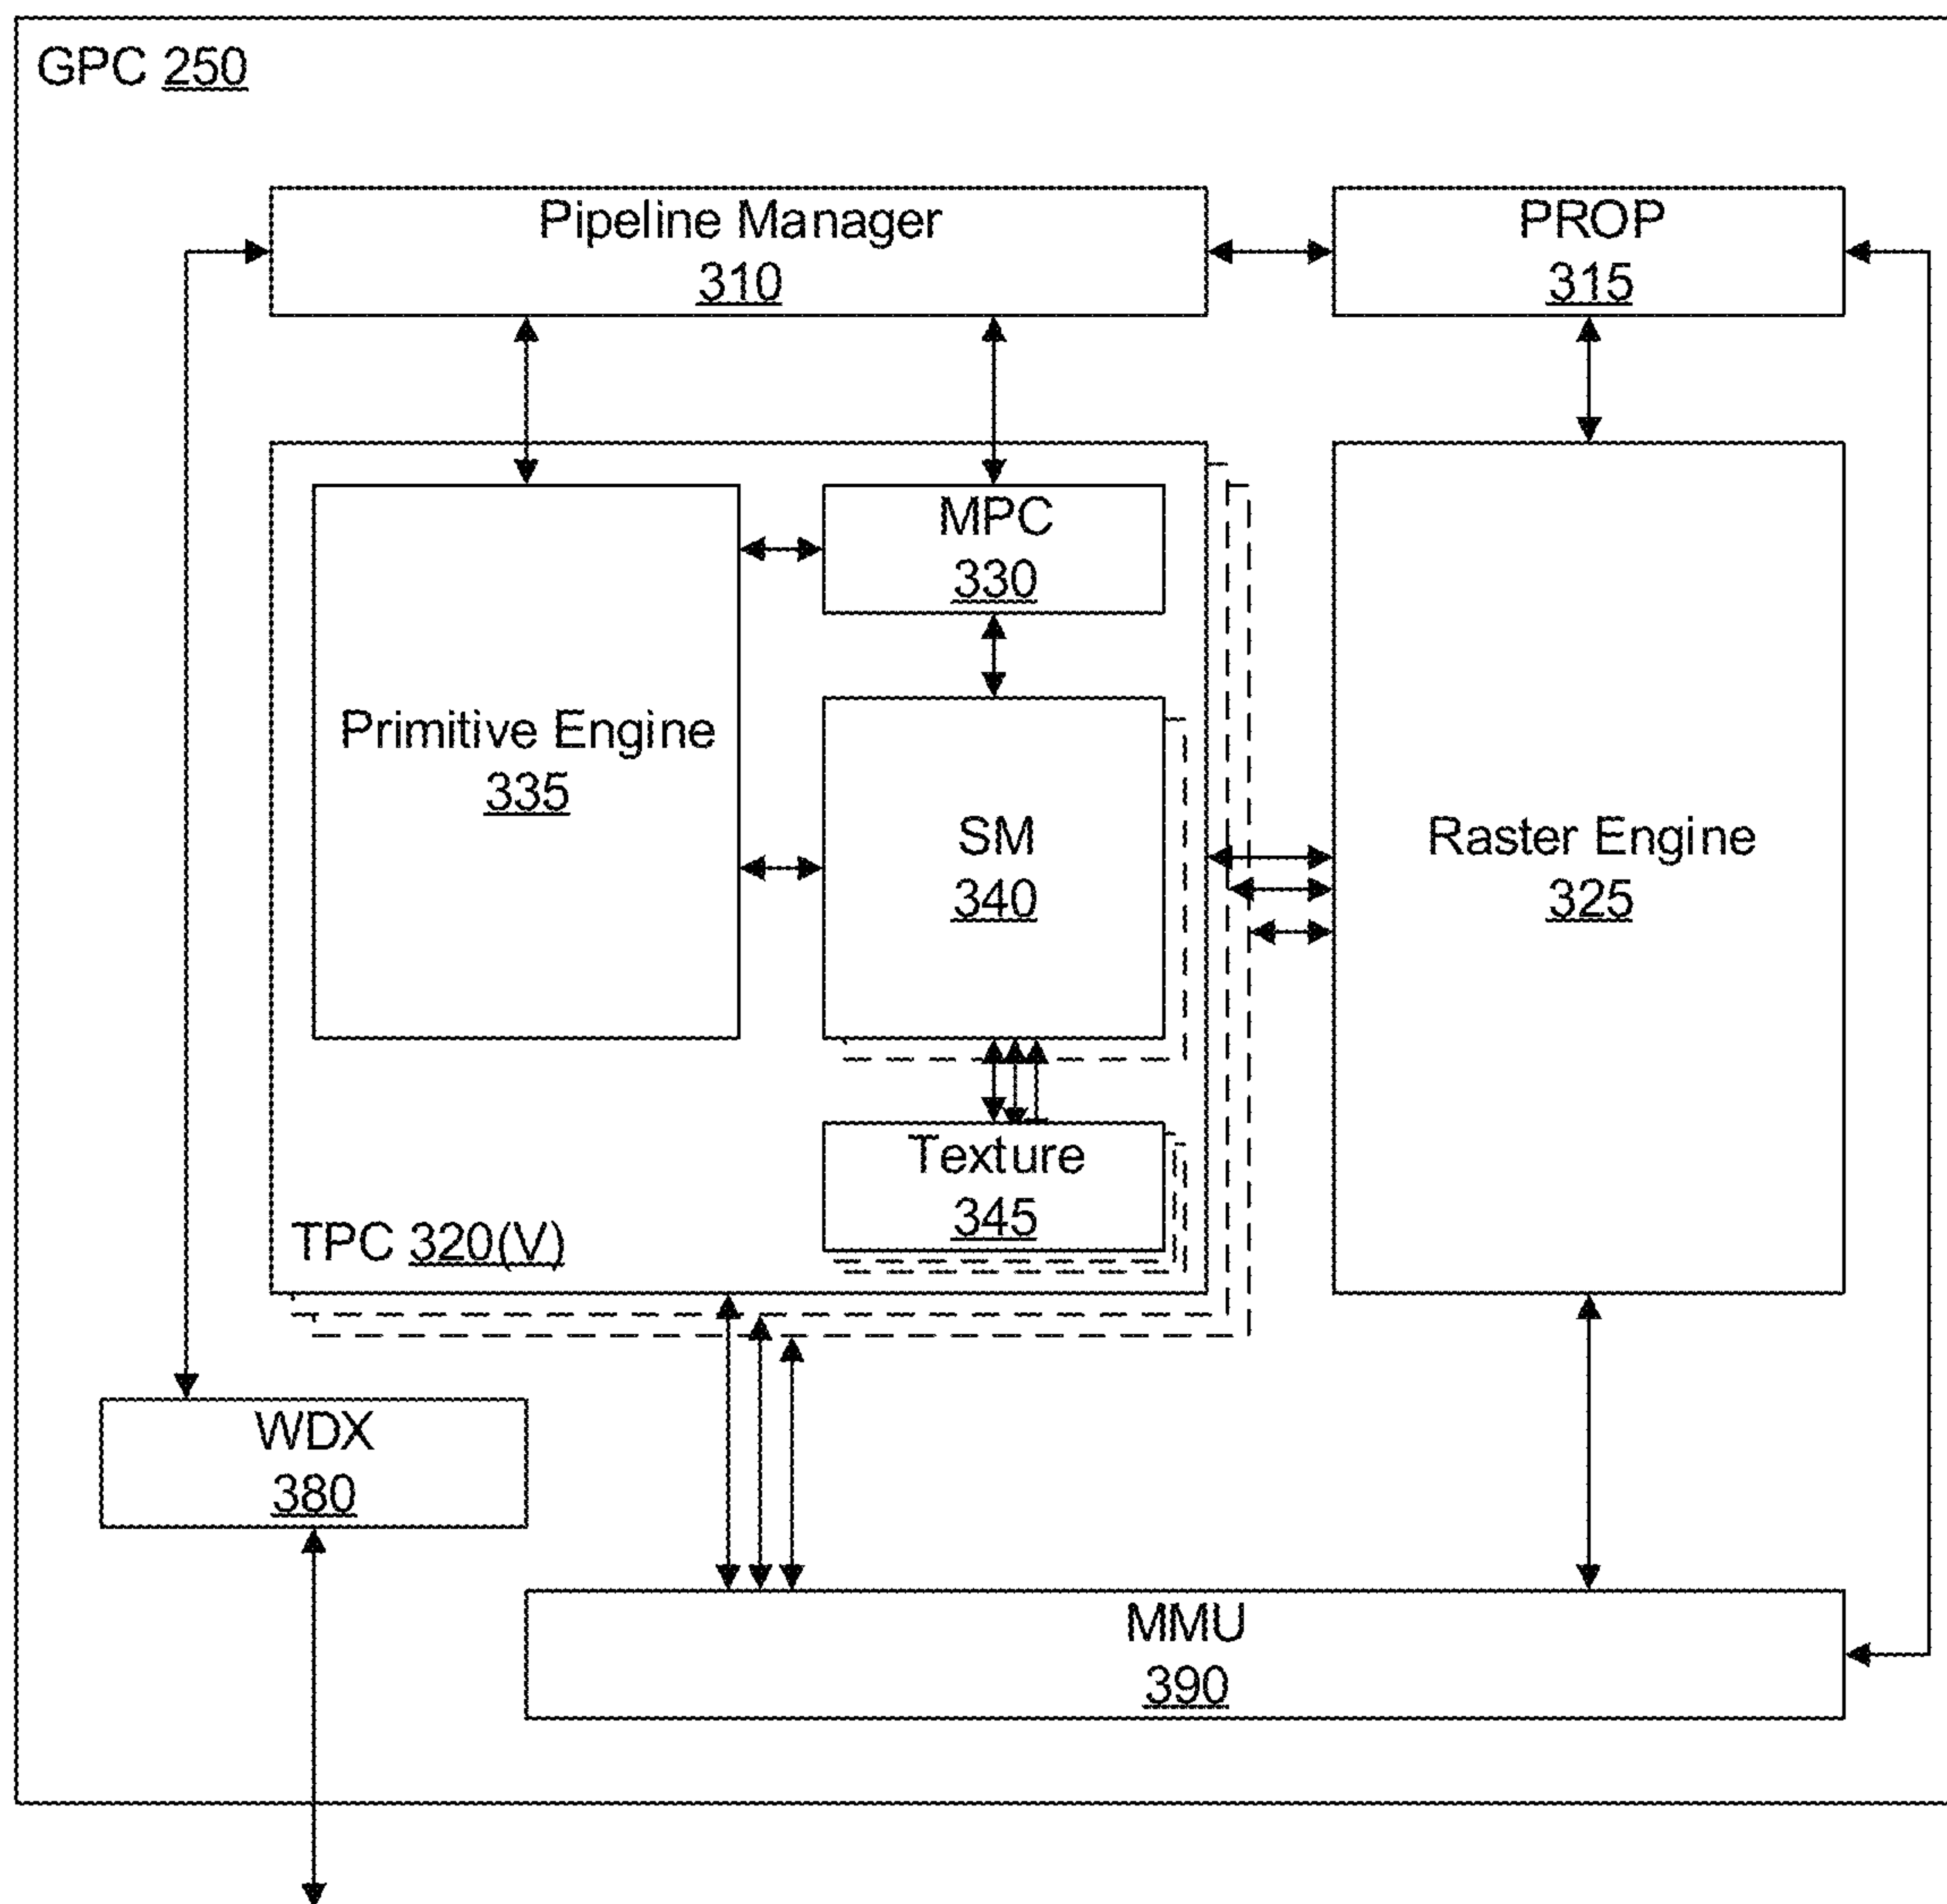 GPC 250
Pipeline Manager
310
PROP
315
MPC
330
Primitive Engine
335
SM
340
Raster Engine
325
Texture
345
TPC 320(V)
WDX
380
MMU
390